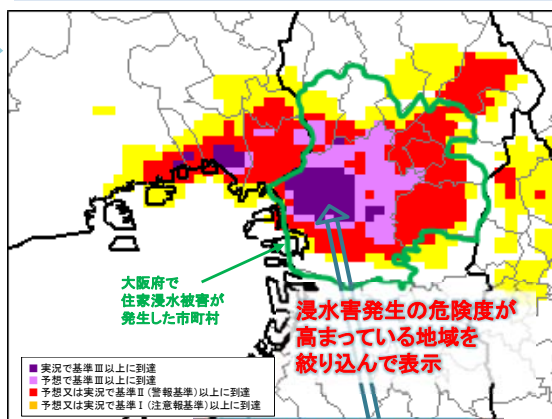 大阪府で
住家浸水被害が
発生した市町村
浸水害発生の危険度が
高まっている地域を
絞り込んで表示
実況で基準Ⅲ以上に到達
予想で基準Ⅲ以上に到達
予想又は実況で基準Ⅱ(警報基準)以上に到達
予想又は実況で基準Ⅰ(注意報基準)以上に到達